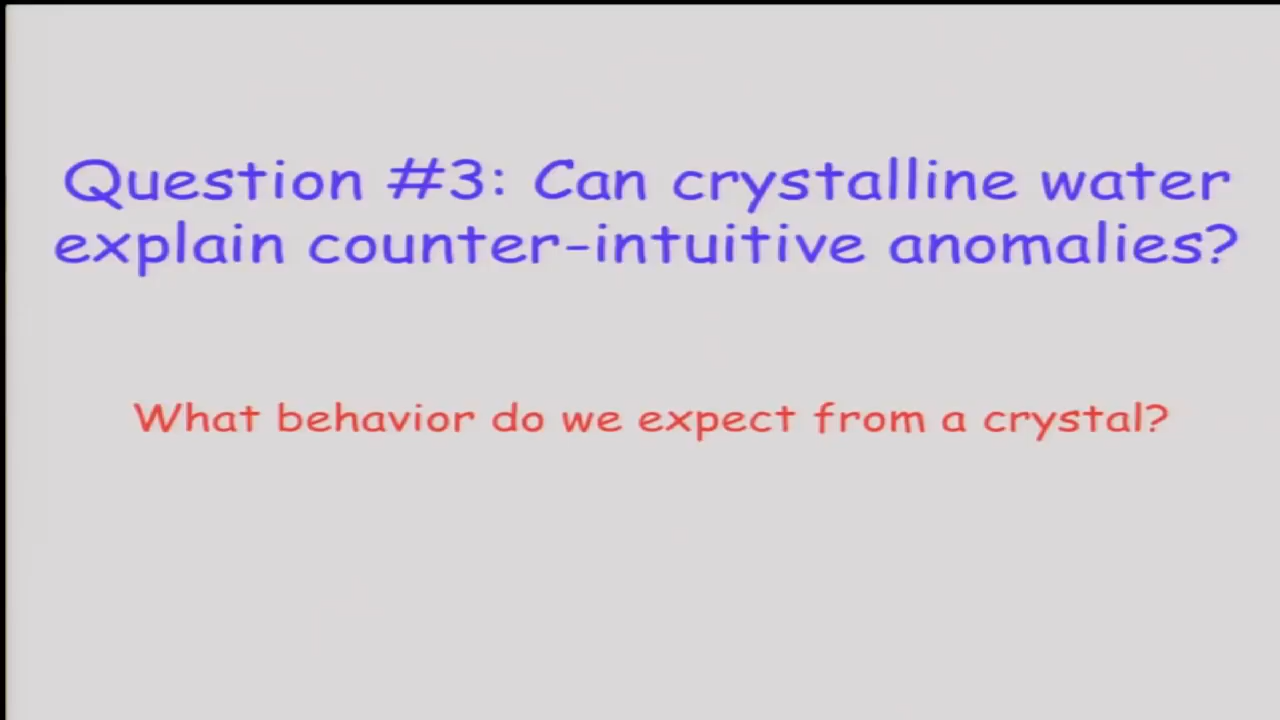 Question #3: Can crystalline water
explain counter-intuitive anomalies?
What behavior do we expect from a crystal?